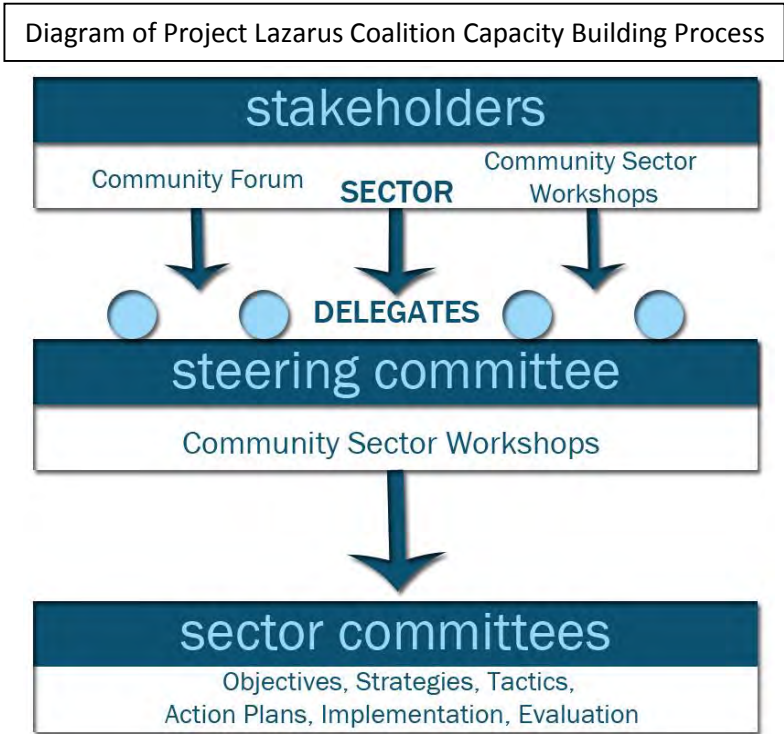 Diagram of Project Lazarus Coalition Capacity Building Process
stakeholders
Community Forum
SECTOR
Community Sector
Workshops
DELEGATES
steering committee
Community Sector Workshops
sector committees
Objectives, Strategies, Tactics,
Action Plans, Implementation, Evaluation